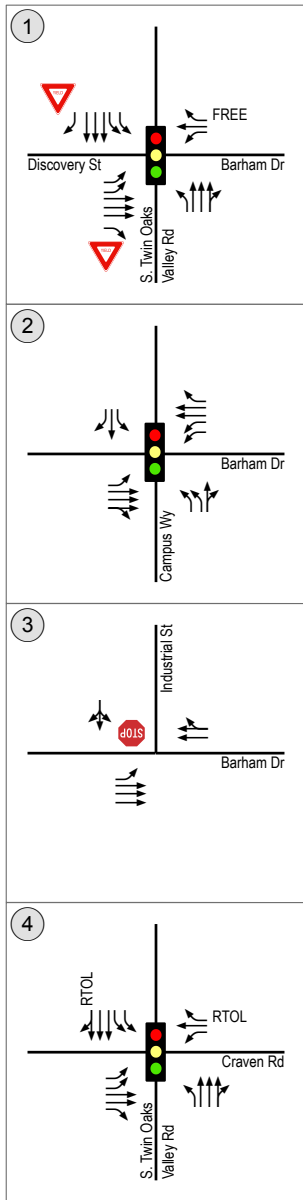 1
YIELD
FREE
Discovery St
Barham Dr
S. Twin Oaks
Valley Rd
YIELD
2
Barham Dr
Campus Wy
3
Industrial St
STOP
Barham Dr
4
RTOL
RTOL
Craven Rd
S. Twin Oaks
Valley Rd